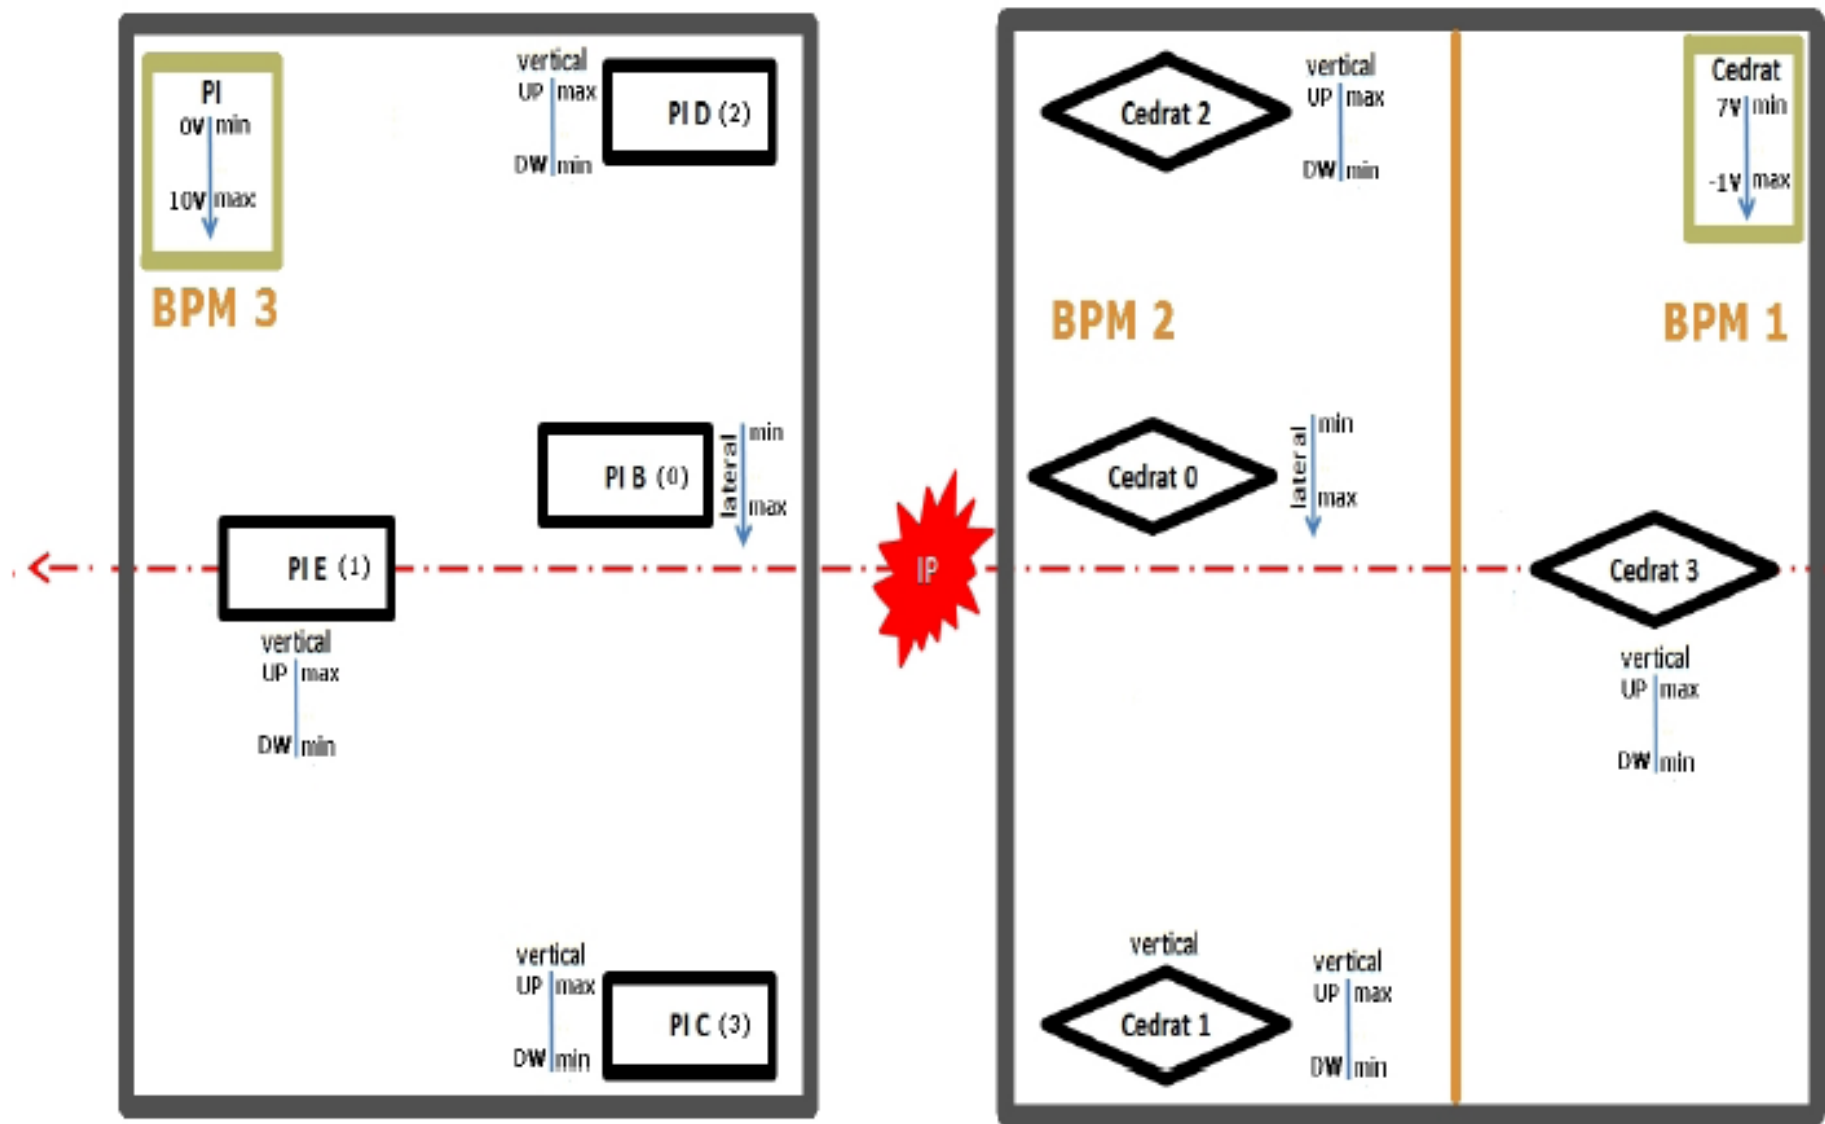 PI
0V min
10V max
BPM 3
vertical
UP max
DW min
PI D (2)
PI B (0)
lateral
min
max
PI E (1)
vertical
UP max
DW min
vertical
UP max
DW min
PI C (3)
IP
Cedrat 2
vertical
UP max
DW min
BPM 2
Cedrat 0
lateral
min
max
vertical
Cedrat 1
vertical
UP max
DW min
Cedrat
7V min
-1V max
BPM 1
Cedrat 3
vertical
UP max
DW min